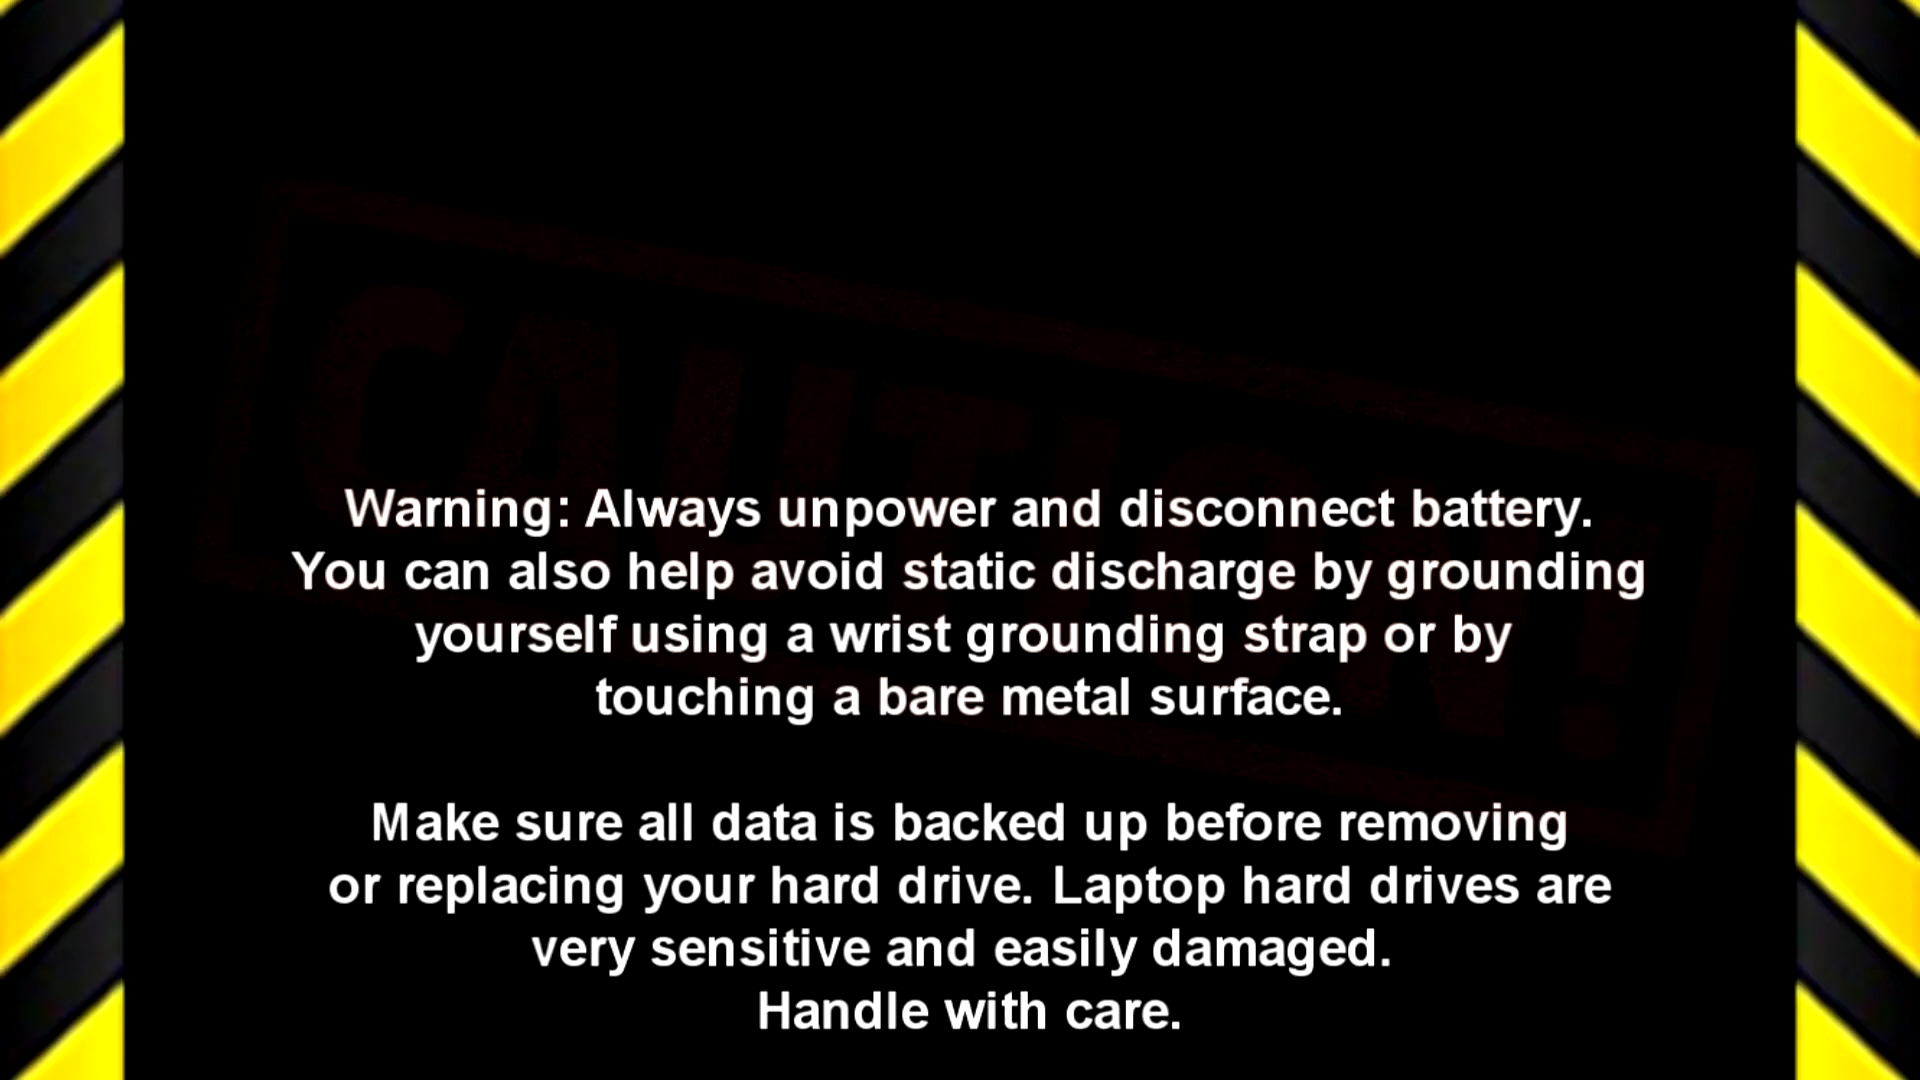 CAUTION!
Warning: Always unpower and disconnect battery.
You can also help avoid static discharge by grounding
yourself using a wrist grounding strap or by
touching a bare metal surface.
Make sure all data is backed up before removing
or replacing your hard drive. Laptop hard drives are
very sensitive and easily damaged.
Handle with care.